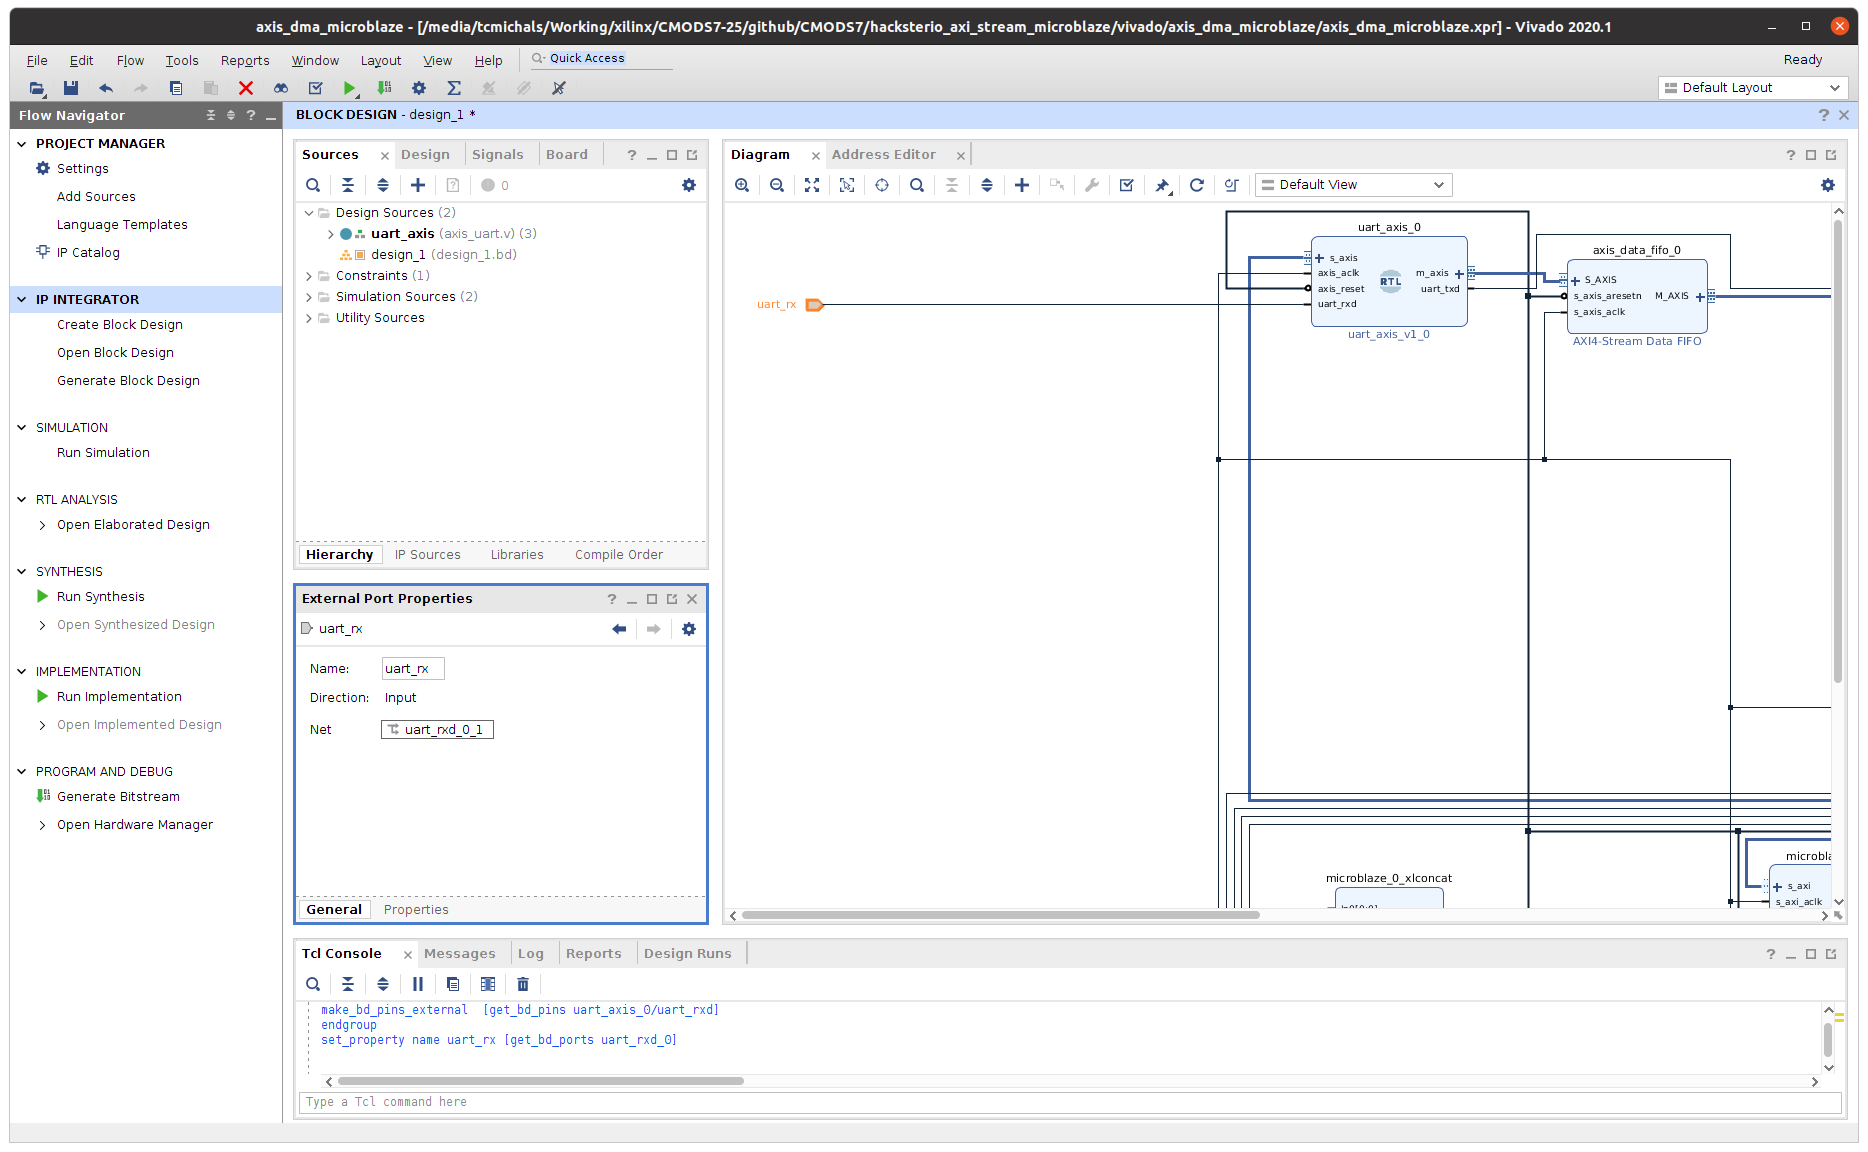 axis_dma_microblaze - [/media/tcmichals/Working/xilinx/CMODS7-25/github/CMODS7/hacksterio_axi_stream_microblaze/vivado/axis_dma_microblaze/axis_dma_microblaze.xpr] - Vivado 2020.1
File Edit Flow Tools Reports Window Layout View Help Quick Access Ready
Default Layout
Flow Navigator
PROJECT MANAGER
Settings
Add Sources
Language Templates
IP Catalog
IP INTEGRATOR
Create Block Design
Open Block Design
Generate Block Design
SIMULATION
Run Simulation
RTL ANALYSIS
Open Elaborated Design
SYNTHESIS
Run Synthesis
Open Synthesized Design
IMPLEMENTATION
Run Implementation
Open Implemented Design
PROGRAM AND DEBUG
Generate Bitstream
Open Hardware Manager
BLOCK DESIGN - design_1 *
Sources Design Signals Board
0
Design Sources (2)
uart_axis (axis_uart.v) (3)
design_1 (design_1.bd)
Constraints (1)
Simulation Sources (2)
Utility Sources
Hierarchy IP Sources Libraries Compile Order
External Port Properties
uart_rx
Name: uart_rx
Direction: Input
Net uart_rxd_0_1
General Properties
Diagram Address Editor
Default View
uart_rx
uart_axis_0
s_axis
axis_aclk
axis_reset
uart_rxd
RTL
m_axis
uart_txd
uart_axis_v1_0
axis_data_fifo_0
S_AXIS
s_axis_aresetn
s_axis_aclk
M_AXIS
AXI4-Stream Data FIFO
microblaze_0_xlconcat
In0[0:0]
microbla
s_axi
s_axi_aclk
Tcl Console Messages Log Reports Design Runs
make_bd_pins_external  [get_bd_pins uart_axis_0/uart_rxd]
endgroup
set_property name uart_rx [get_bd_ports uart_rxd_0]
Type a Tcl command here